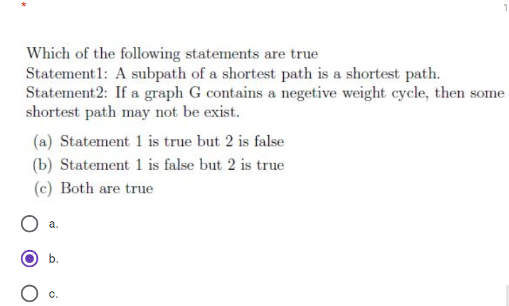 *
1
Which of the following statements are true
Statement1: A subpath of a shortest path is a shortest path.
Statement2: If a graph G contains a negetive weight cycle, then some
shortest path may not be exist.
(a) Statement 1 is true but 2 is false
(b) Statement 1 is false but 2 is true
(c) Both are true
a.
b.
c.